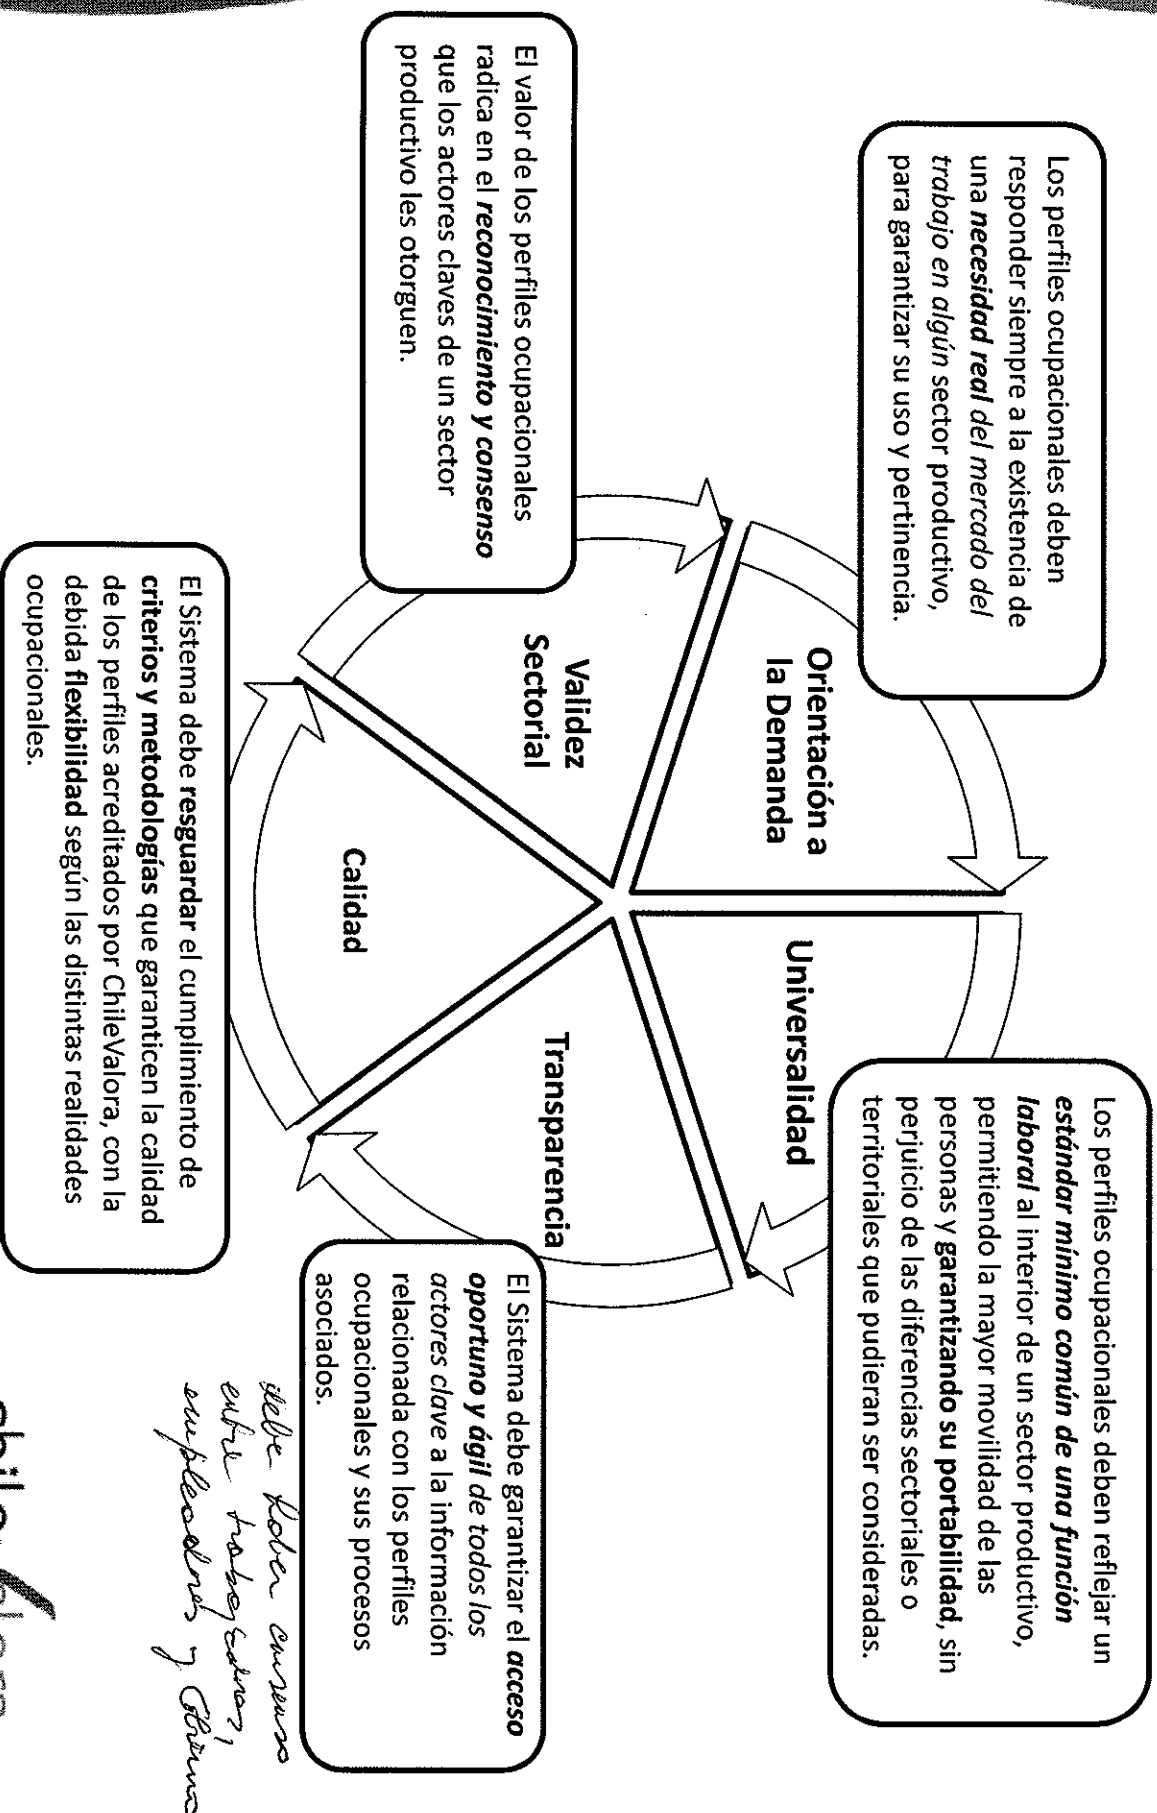 Los perfiles ocupacionales deben
responder siempre a la existencia de
una necesidad real del mercado del
trabajo en algún sector productivo,
para garantizar su uso y pertinencia.
Los perfiles ocupacionales deben reflejar un
estándar mínimo común de una función
laboral al interior de un sector productivo,
permitiendo la mayor movilidad de las
personas y garantizando su portabilidad, sin
perjuicio de las diferencias sectoriales o
territoriales que pudieran ser consideradas.
Orientación a
la Demanda
Universalidad
El valor de los perfiles ocupacionales
radica en el reconocimiento y consenso
que los actores claves de un sector
productivo les otorguen.
Validez
Sectorial
Transparencia
El Sistema debe garantizar el acceso
oportuno y ágil de todos los
actores clave a la información
relacionada con los perfiles
ocupacionales y sus procesos
asociados.
Calidad
El Sistema debe resguardar el cumplimiento de
criterios y metodologías que garanticen la calidad
de los perfiles acreditados por ChileValora, con la
debida flexibilidad según las distintas realidades
ocupacionales.
debe haber consenso
entre trabajadores,
empleadores y Gobierno